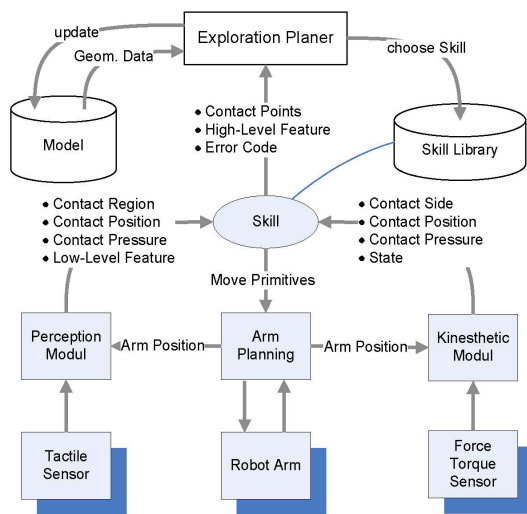 update
Exploration Planer
choose Skill
Geom. Data
Model
• Contact Points
• High-Level Feature
• Error Code
Skill Library
• Contact Region
• Contact Position
• Contact Pressure
• Low-Level Feature
Skill
• Contact Side
• Contact Position
• Contact Pressure
• State
Move Primitives
Perception
Modul
Arm Position
Arm
Planning
Arm Position
Kinesthetic
Modul
Tactile
Sensor
Robot Arm
Force
Torque
Sensor